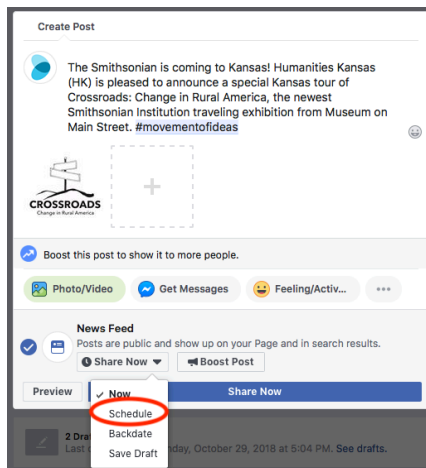 Create Post
The Smithsonian is coming to Kansas! Humanities Kansas
(HK) is pleased to announce a special Kansas tour of
Crossroads: Change in Rural America, the newest
Smithsonian Institution traveling exhibition from Museum on
Main Street. #movementofideas
CROSSROADS
Change in Rural America
Boost this post to show it to more people.
Photo/Video
Get Messages
Feeling/Activ...
News Feed
Posts are public and show up on your Page and in search results.
Share Now
Boost Post
Preview
Share Now
Now
Schedule
Backdate
Save Draft
2
October 29, 2018 at 5:04 PM. See drafts.